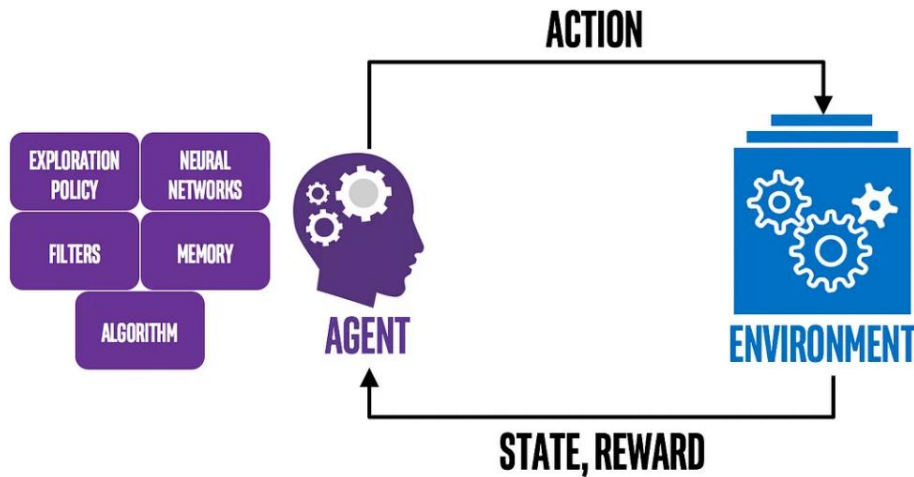 ACTION
EXPLORATION
POLICY
NEURAL
NETWORKS
FILTERS
MEMORY
ALGORITHM
AGENT
ENVIRONMENT
STATE, REWARD